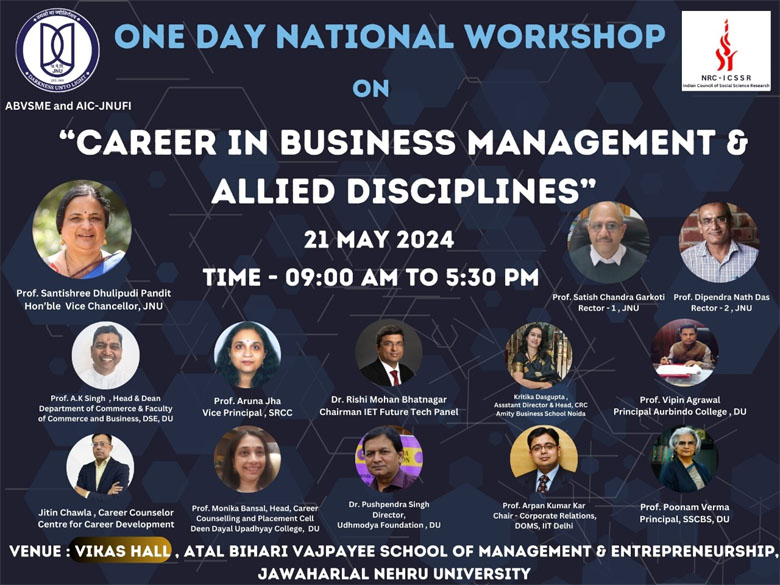 ONE DAY NATIONAL WORKSHOP
ON
JNU
DARKNESS UNTO LIGHT
ABVSME and AIC-JNUFI
NRC-ICSSR
Indian Council of Social Science Research
“CAREER IN BUSINESS MANAGEMENT &
ALLIED DISCIPLINES”
21 MAY 2024
TIME - 09:00 AM TO 5:30 PM
Prof. Santishree Dhulipudi Pandit
Hon'ble Vice Chancellor, JNU
Prof. Satish Chandra Garkoti
Rector - 1 , JNU
Prof. Dipendra Nath Das
Rector - 2 , JNU
Prof. A.K Singh , Head & Dean
Department of Commerce & Faculty
of Commerce and Business, DSE, DU
Prof. Aruna Jha
Vice Principal , SRCC
Dr. Rishi Mohan Bhatnagar
Chairman IET Future Tech Panel
Kritika Dasgupta ,
Assstant Director & Head, CRC
Amity Business School Noida
Prof. Vipin Agrawal
Principal Aurbindo College , DU
Jitin Chawla , Career Counselor
Centre for Career Development
Prof. Monika Bansal, Head, Career
Counselling and Placement Cell
Deen Dayal Upadhyay College, DU
Dr. Pushpendra Singh
Director,
Udhmodya Foundation , DU
Prof. Arpan Kumar Kar
Chair - Corporate Relations,
DOMS, IIT Delhi
Prof. Poonam Verma
Principal, SSCBS, DU
VENUE : VIKAS HALL , ATAL BIHARI VAJPAYEE SCHOOL OF MANAGEMENT & ENTREPRENEURSHIP,
JAWAHARLAL NEHRU UNIVERSITY